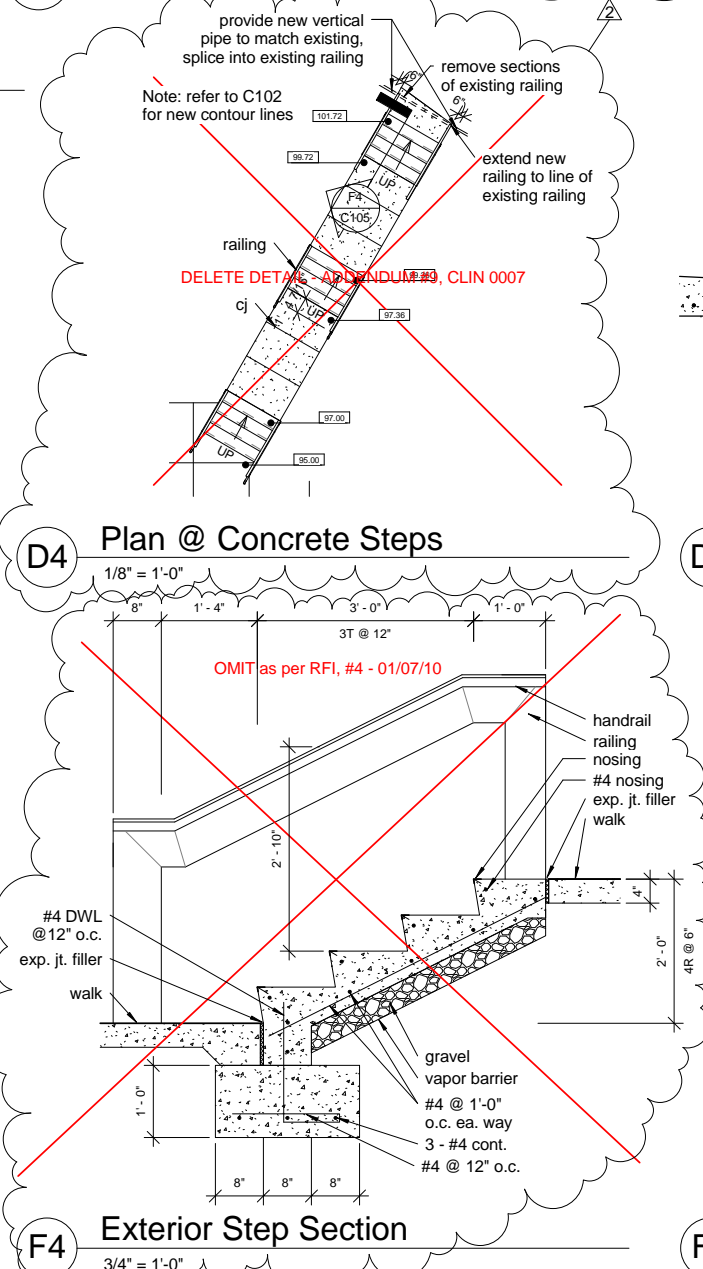 2
provide new vertical
pipe to match existing,
splice into existing railing
6"
remove sections
of existing railing
6"
Note: refer to C102
for new contour lines
101.72
99.72
extend new
railing to line of
existing railing
UP
F4
C105
railing
DELETE DETAIL - ADDENDUM #9, CLIN 0007
cj
UP
97.36
97.00
UP
95.00
D4
Plan @ Concrete Steps
1/8" = 1'-0"
8"
1' - 4"
3' - 0"
1' - 0"
3T @ 12"
OMIT as per RFI, #4 - 01/07/10
handrail
railing
nosing
#4 nosing
exp. jt. filler
walk
2' - 10"
4"
2' - 0"
4R @ 6"
#4 DWL
@12" o.c.
exp. jt. filler
walk
gravel
vapor barrier
#4 @ 1'-0"
o.c. ea. way
3 - #4 cont.
#4 @ 12" o.c.
1' - 0"
8"
8"
8"
F4
Exterior Step Section
3/4" = 1'-0"